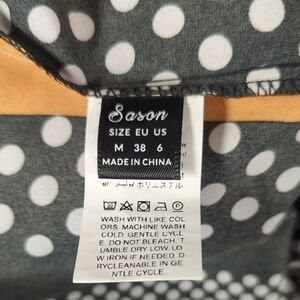 Sason
SIZE EU US
M 38 6
MADE IN CHINA
ポリエステル
WASH WITH LIKE COL
ORS. MACHINE WASH
COLD. GENTLE CYCL
E. DO NOT BLEACH. T
UMBLE DRY LOW. LO
W IRON IF NEEDED. D
RYCLEANABLE IN GE
NTLE CYCLE.